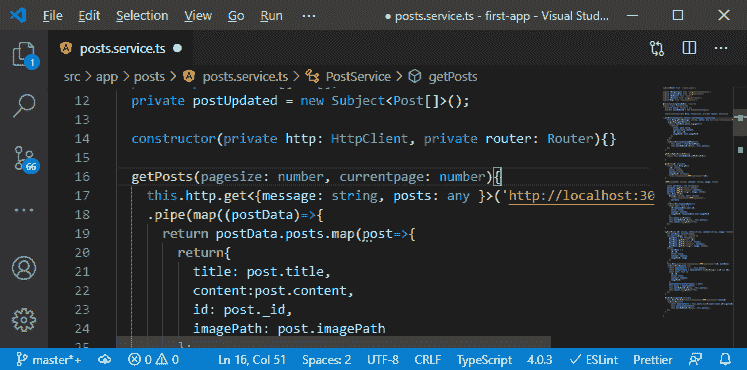 File Edit Selection View Go Run ... ● posts.service.ts - first-app - Visual Stud...
posts.service.ts ●
src > app > posts > posts.service.ts > PostService > getPosts
1
66
12 private postUpdated = new Subject<Post[]>();
13
14 constructor(private http: HttpClient, private router: Router){}
15
16 getPosts(pagesize: number, currentpage: number){
17 this.http.get<{message: string, posts: any }>('http://localhost:30
18 .pipe(map((postData)=>{
19 return postData.posts.map(post=>{
20 return{
21 title: post.title,
22 content:post.content,
23 id: post._id,
24 imagePath: post.imagePath
25 };
master*+ 0 0 Ln 16, Col 51 Spaces: 2 UTF-8 CRLF TypeScript 4.0.3 ✓ ESLint Prettier